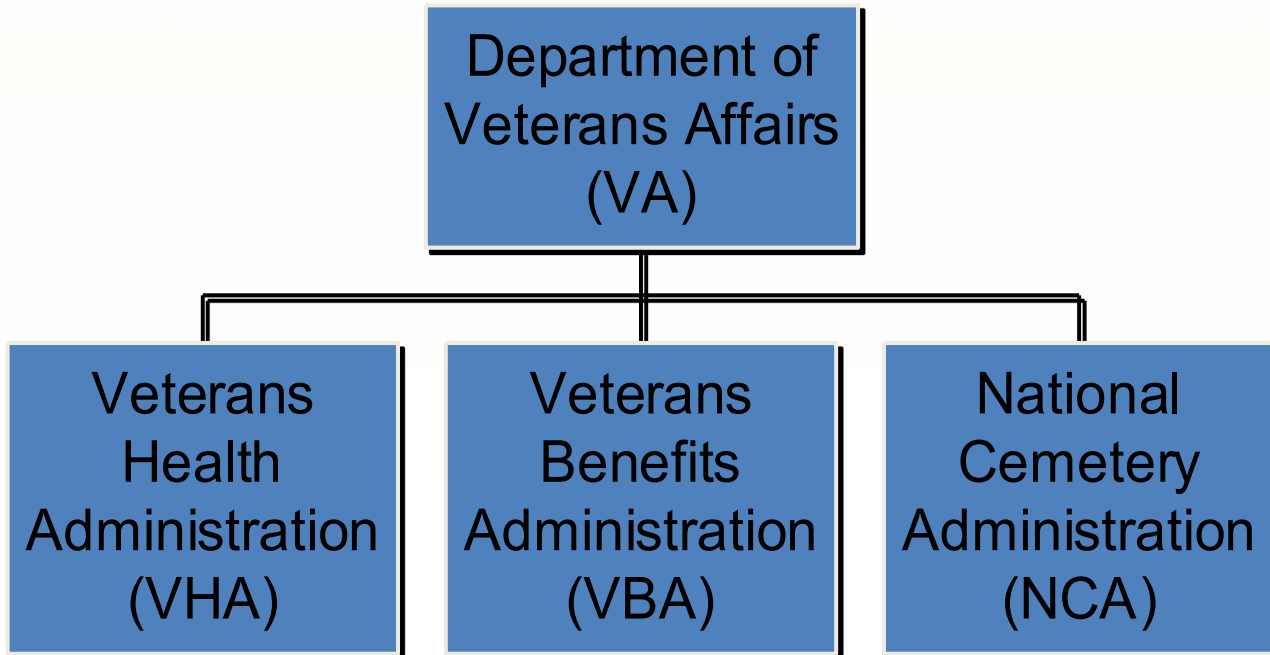 Department of
Veterans Affairs
(VA)
Veterans
Health
Administration
(VHA)
Veterans
Benefits
Administration
(VBA)
National
Cemetery
Administration
(NCA)